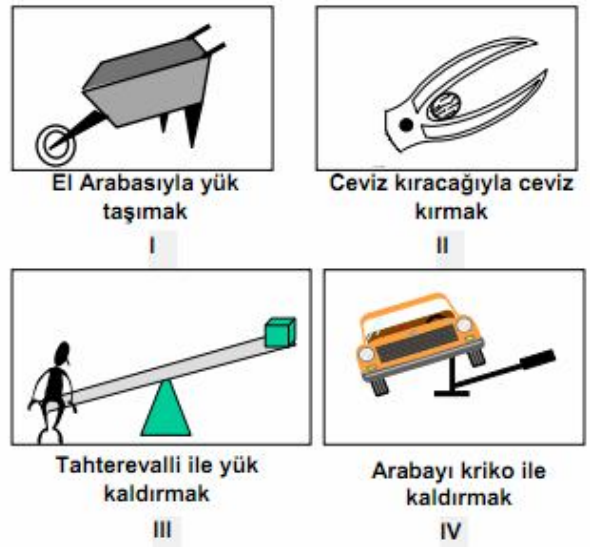 El Arabasıyla yük
taşımak
I
Ceviz kıracağıyla ceviz
kırmak
II
Tahterevalli ile yük
kaldırmak
III
Arabayı kriko ile
kaldırmak
IV